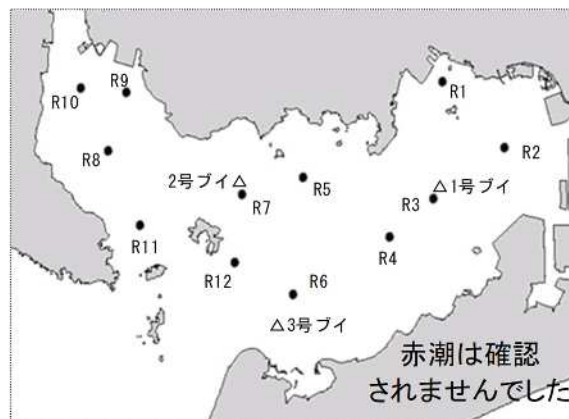 R9
R10
R1
R8
R2
2号ブイ△
R5
R7
△1号ブイ
R3
R11
R4
R12
R6
△3号ブイ
赤潮は確認
されませんでした